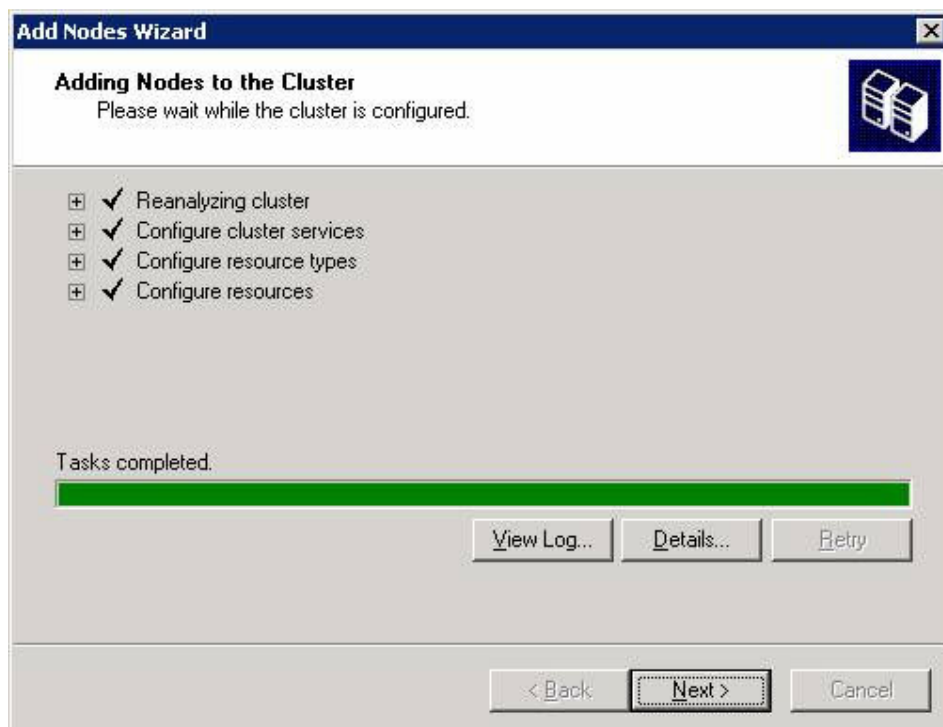 Add Nodes Wizard
Adding Nodes to the Cluster
Please wait while the cluster is configured.
Reanalyzing cluster
Configure cluster services
Configure resource types
Configure resources
Tasks completed.
View Log... Details... Retry
< Back Next > Cancel